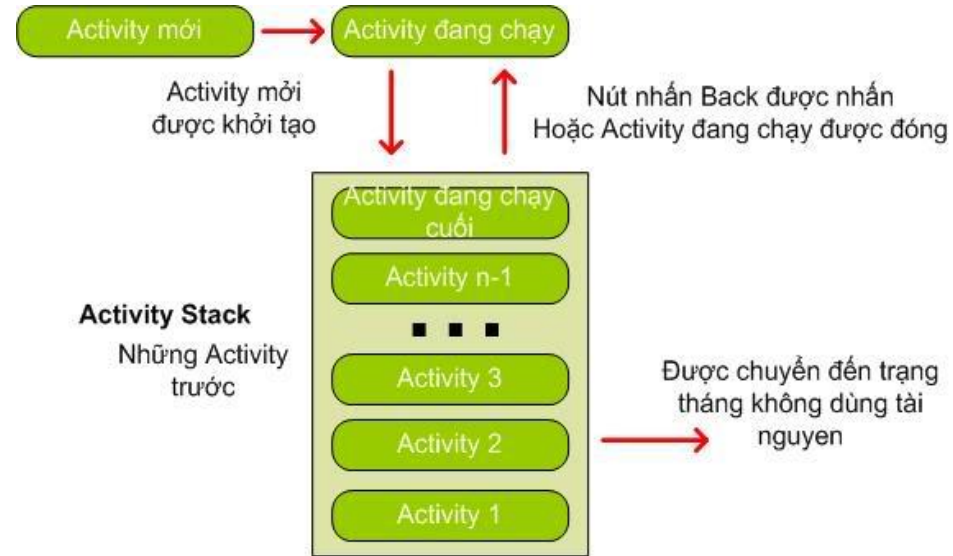 Activity mới
Activity đang chạy
Activity mởi
được khởi tạo
Nút nhấn Back được nhấn
Hoặc Activity đang chạy được đóng
Activity đang chạy
cuối
Activity n-1
Activity Stack
Những Activity
trước
Activity 3
Được chuyển đến trạng
tháng không dùng tài
nguyen
Activity 2
Activity 1